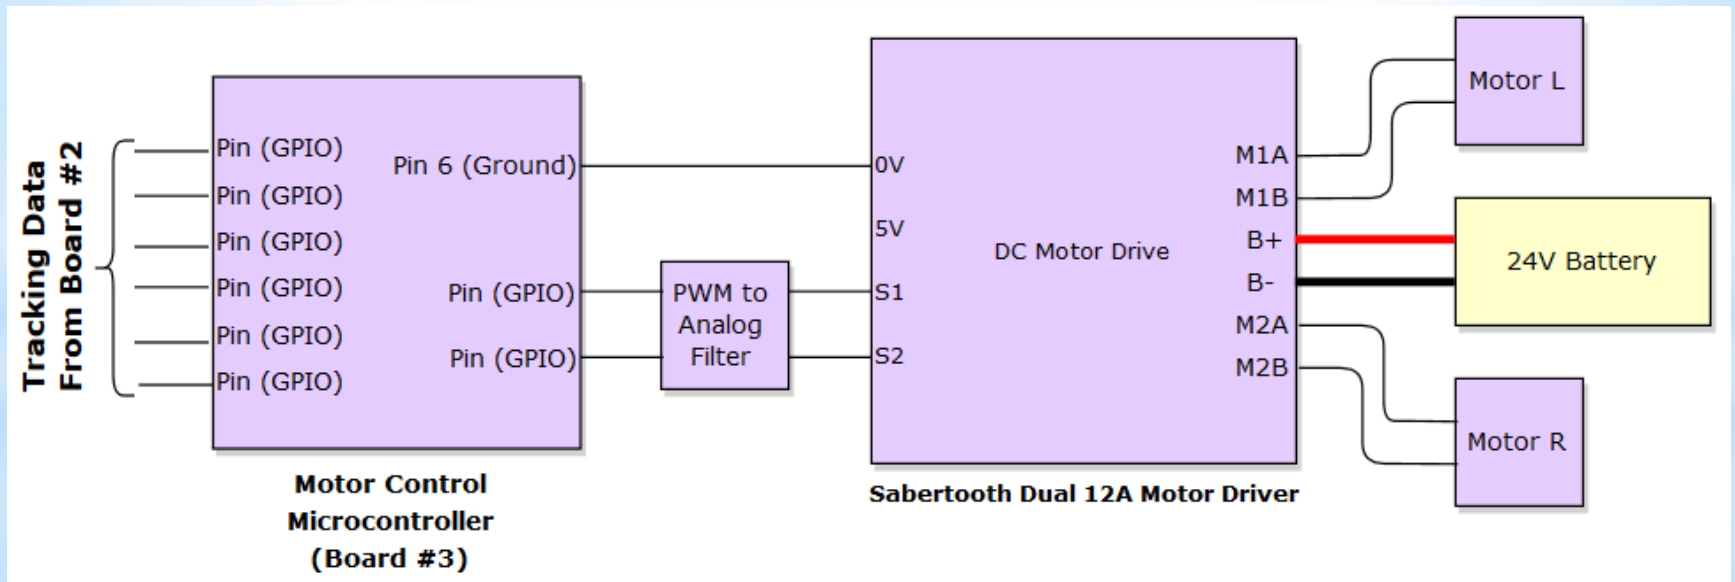 Tracking Data
From Board #2
Pin (GPIO)
Pin (GPIO)
Pin (GPIO)
Pin (GPIO)
Pin (GPIO)
Pin (GPIO)
Pin 6 (Ground)
Pin (GPIO)
Pin (GPIO)
Motor Control
Microcontroller
(Board #3)
PWM to
Analog
Filter
0V
5V
S1
S2
DC Motor Drive
M1A
M1B
B+
B-
M2A
M2B
Sabertooth Dual 12A Motor Driver
Motor L
24V Battery
Motor R